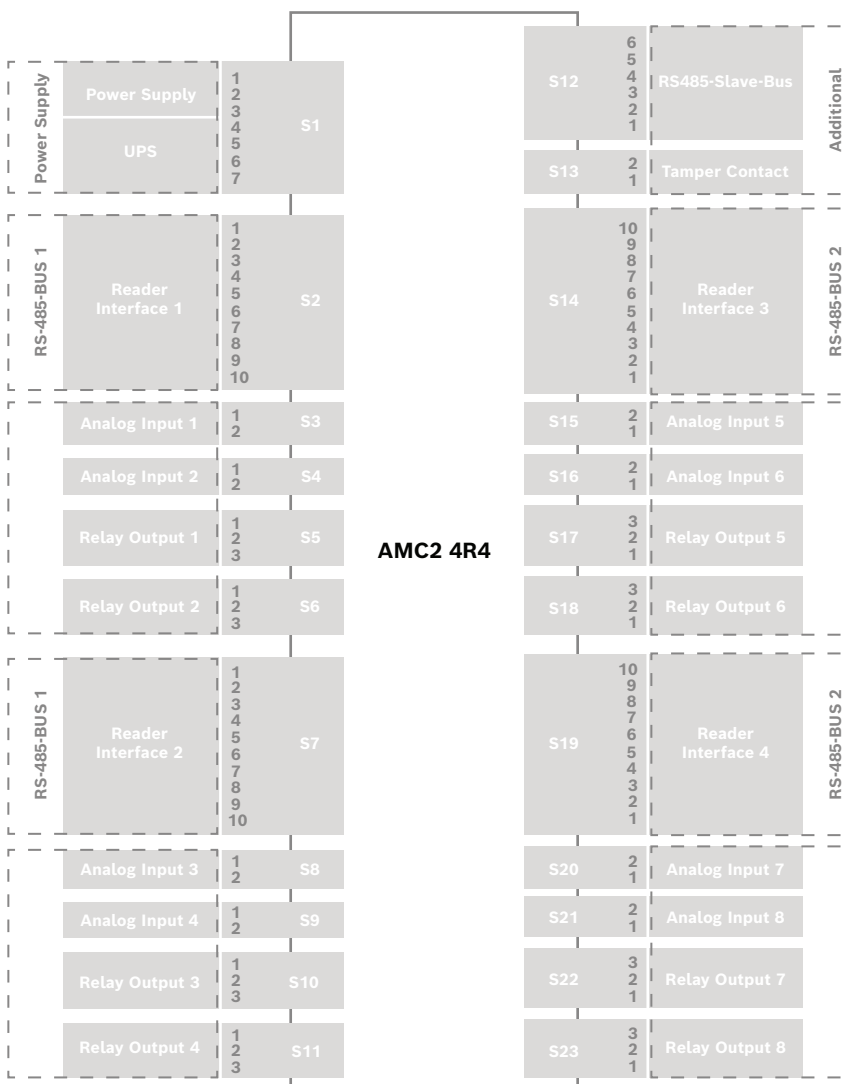 Power Supply
Power Supply
UPS
1
2
3
4
5
6
7
S1
RS-485-BUS 1
Reader
Interface 1
1
2
3
4
5
6
7
8
9
10
S2
Analog Input 1
1
2
S3
Analog Input 2
1
2
S4
Relay Output 1
1
2
3
S5
Relay Output 2
1
2
3
S6
RS-485-BUS 1
Reader
Interface 2
1
2
3
4
5
6
7
8
9
10
S7
Analog Input 3
1
2
S8
Analog Input 4
1
2
S9
Relay Output 3
1
2
3
S10
Relay Output 4
1
2
3
S11
AMC2 4R4
S12
6
5
4
3
2
1
RS485-Slave-Bus
Additional
S13
2
1
Tamper Contact
S14
10
9
8
7
6
5
4
3
2
1
Reader
Interface 3
RS-485-BUS 2
S15
2
1
Analog Input 5
S16
2
1
Analog Input 6
S17
3
2
1
Relay Output 5
S18
3
2
1
Relay Output 6
S19
10
9
8
7
6
5
4
3
2
1
Reader
Interface 4
RS-485-BUS 2
S20
2
1
Analog Input 7
S21
2
1
Analog Input 8
S22
3
2
1
Relay Output 7
S23
3
2
1
Relay Output 8